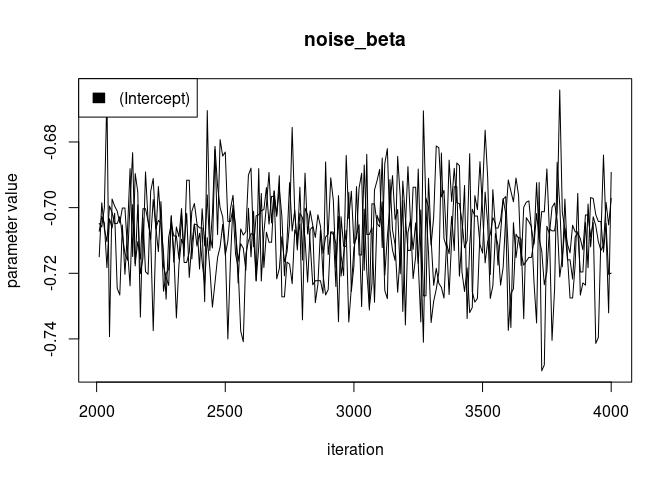 noise_beta
(Intercept)
parameter value
-0.68
-0.70
-0.72
-0.74
2000 2500 3000 3500 4000
iteration